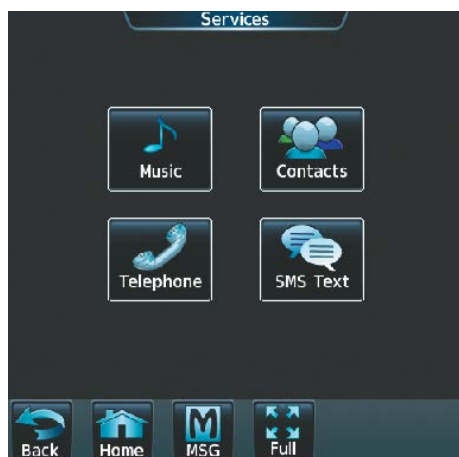 Services
Music
Contacts
Telephone
SMS Text
Back
Home
MSG
Full